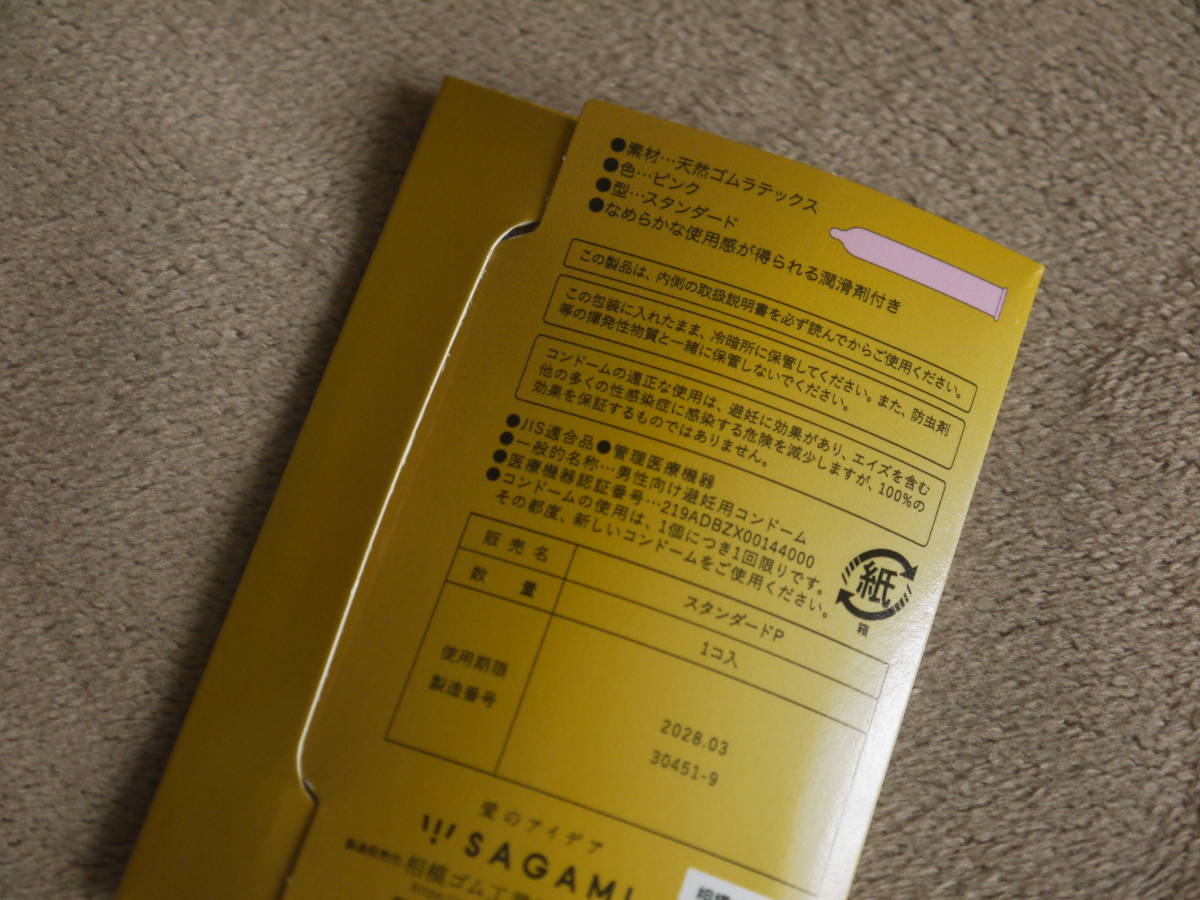 ●素材…天然ゴムラテックス
●色…ピンク
●型…スタンダード
●なめらかな使用感が得られる潤滑剤付き
この製品は、内側の取扱説明書を必ず読んでからご使用ください。
この包装に入れたまま、冷暗所に保管してください。また、防虫剤
等の揮発性物質と一緒に保管しないでください。
コンドームの適正な使用は、避妊に効果があり、エイズを含む
他の多くの性感染症に感染する危険を減少しますが、100%の
効果を保証するものではありません。
●JIS適合品●管理医療機器
●一般的名称…男性向け避妊用コンドーム
●医療機器認証番号…219ADBZX00144000
●コンドームの使用は、1個につき1回限りです。
その都度、新しいコンドームをご使用ください。
紙
箱
販売名 スタンダードP
数量 1コ入
使用期限 2028.03
製造番号 30451-9
愛のアイデア
SAGAMI
製造販売元 相模ゴム工